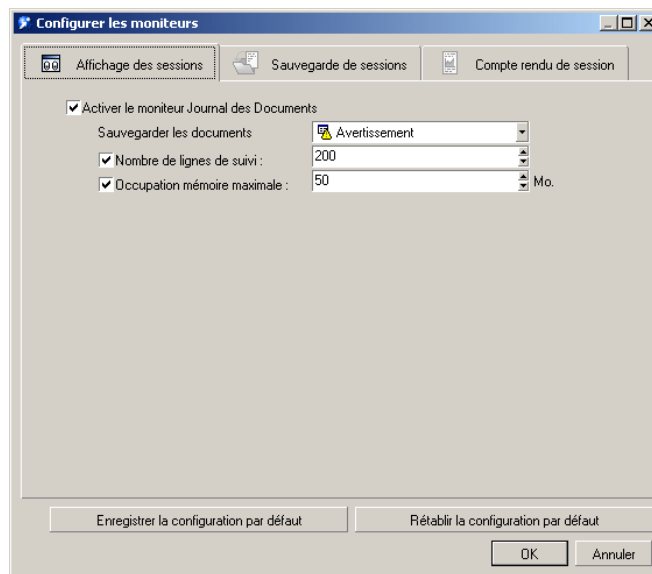 Configurer les moniteurs
Affichage des sessions
Sauvegarde de sessions
Compte rendu de session
Activer le moniteur Journal des Documents
Sauvegarder les documents
Avertissement
Nombre de lignes de suivi :
200
Occupation mémoire maximale :
50
Mo.
Enregistrer la configuration par défaut
Rétablir la configuration par défaut
OK
Annuler